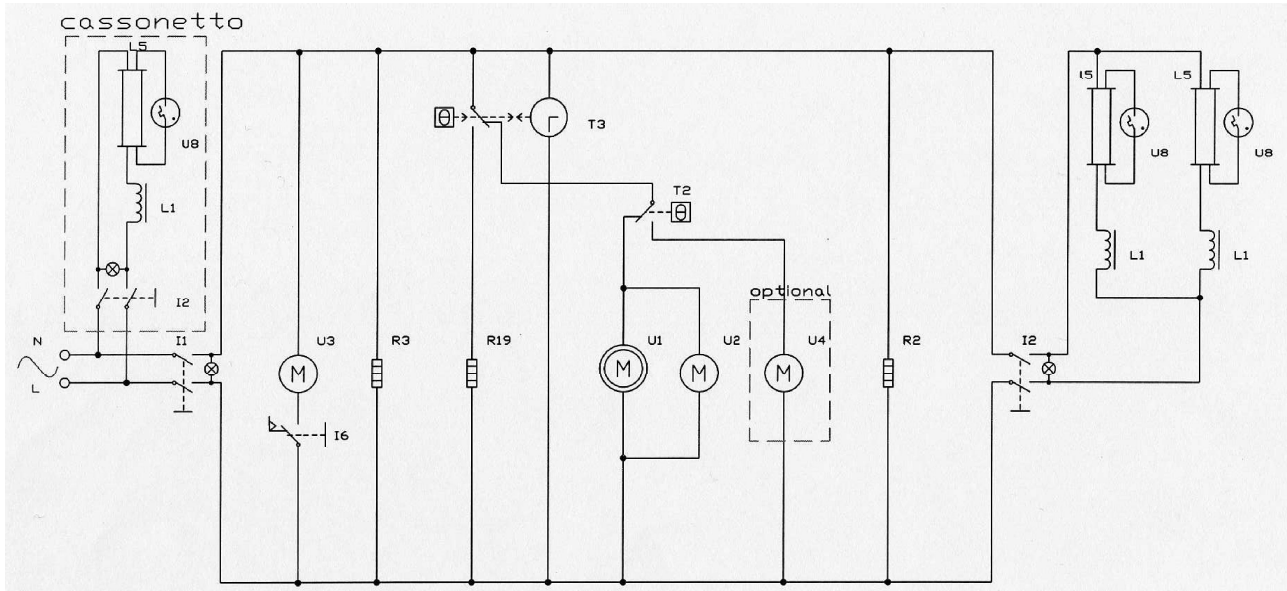 cassonetto
L5
U8
L1
I2
N
L
I1
U3
I6
R3
R19
T3
T2
U1
U2
optional
U4
R2
I2
I5
U8
L1
L5
U8
L1
M
M
M
M
θ
θ